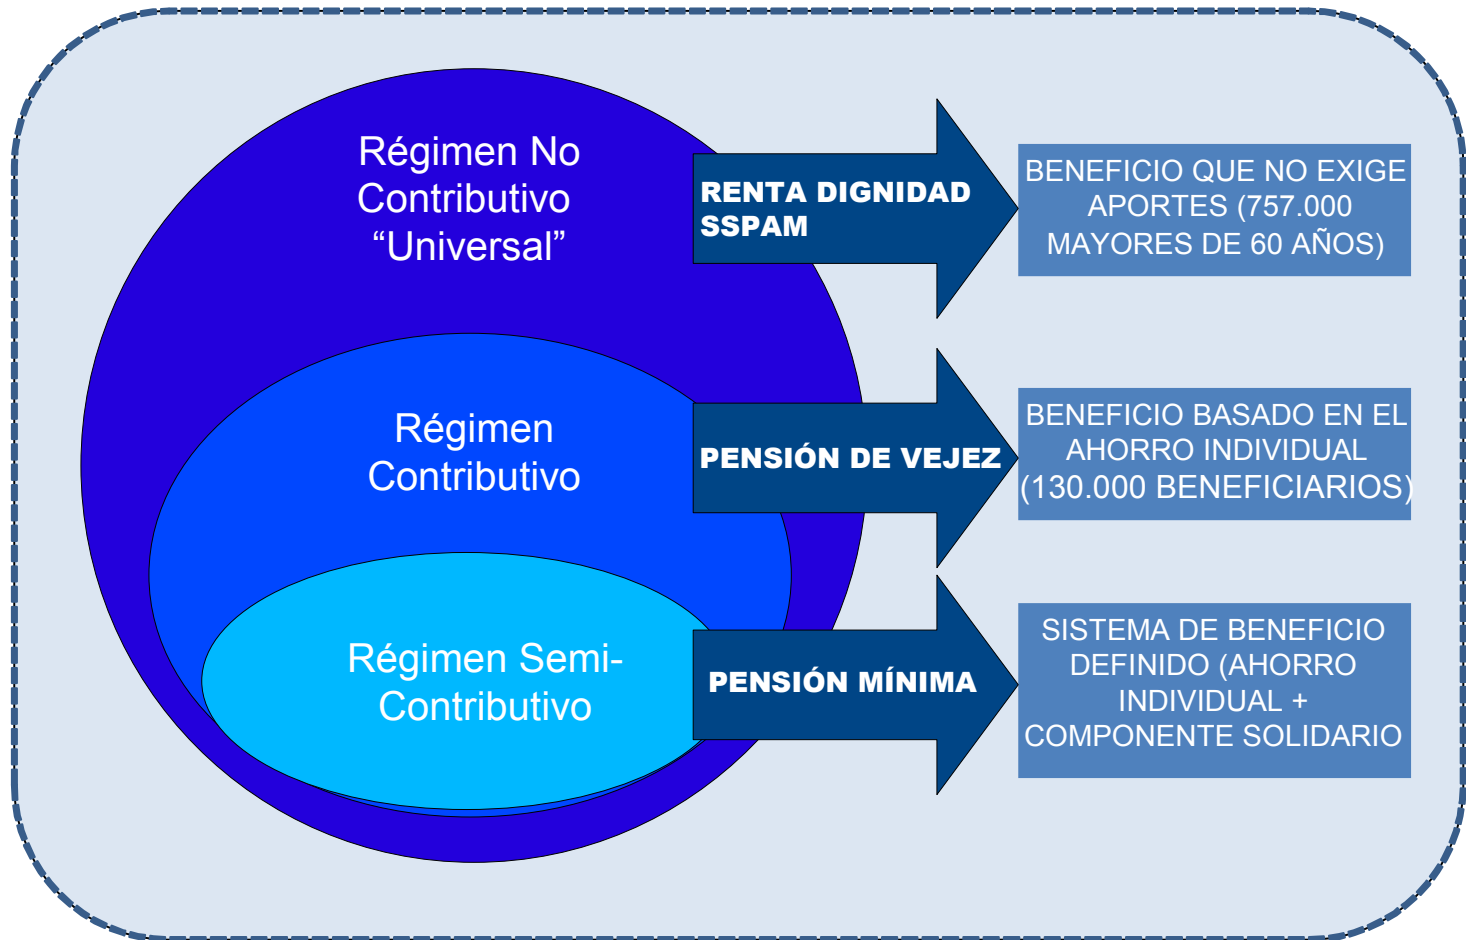 Régimen No
Contributivo
“Universal”
RENTA DIGNIDAD
SSPAM
BENEFICIO QUE NO EXIGE
APORTES (757.000
MAYORES DE 60 AÑOS)
Régimen
Contributivo
PENSIÓN DE VEJEZ
BENEFICIO BASADO EN EL
AHORRO INDIVIDUAL
(130.000 BENEFICIARIOS)
Régimen Semi-
Contributivo
PENSIÓN MÍNIMA
SISTEMA DE BENEFICIO
DEFINIDO (AHORRO
INDIVIDUAL +
COMPONENTE SOLIDARIO